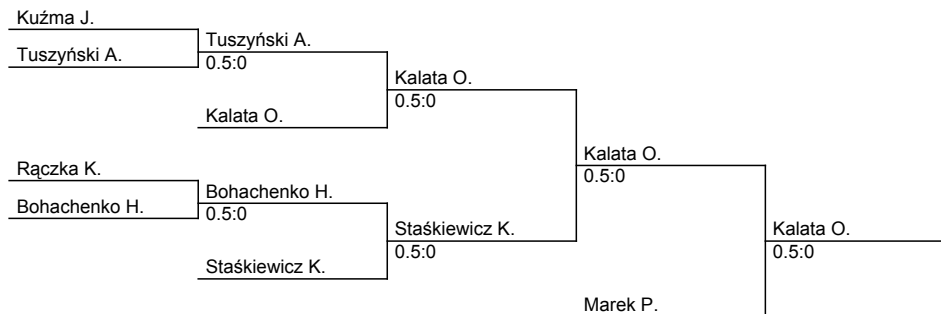 Kuźma J.
Tuszyński A.
Tuszyński A.
0.5:0
Kalata O.
0.5:0
Kalata O.
Kalata O.
0.5:0
Rączka K.
Bohachenko H.
Bohachenko H.
0.5:0
Staśkiewicz K.
0.5:0
Kalata O.
0.5:0
Staśkiewicz K.
Marek P.